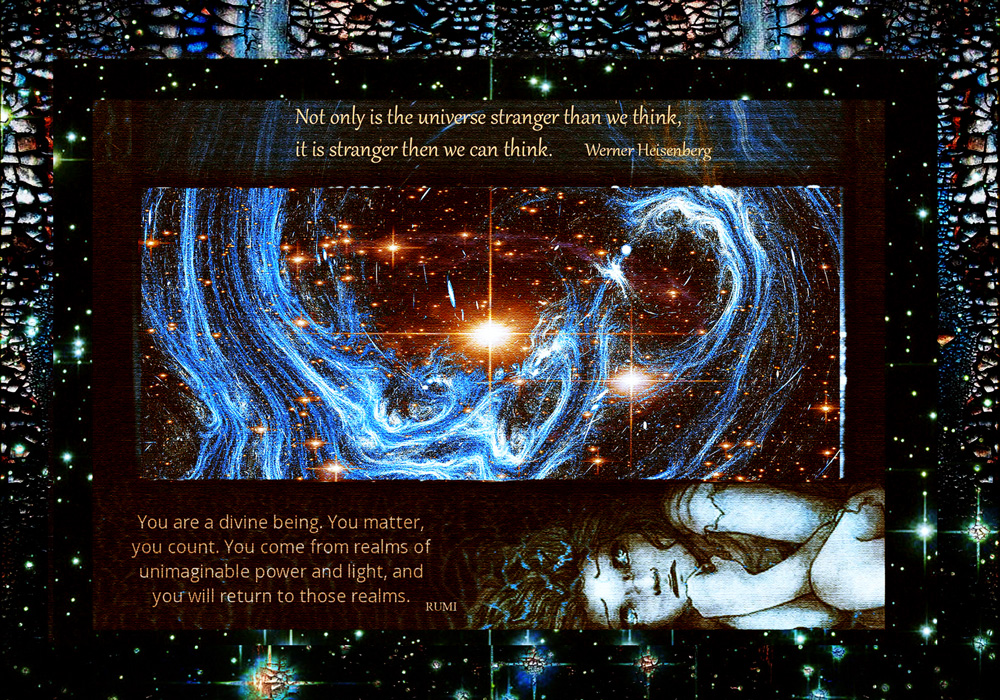 Not only is the universe stranger than we think,
it is stranger then we can think. Werner Heisenberg
You are a divine being. You matter,
you count. You come from realms of
unimaginable power and light, and
you will return to those realms. RUMI